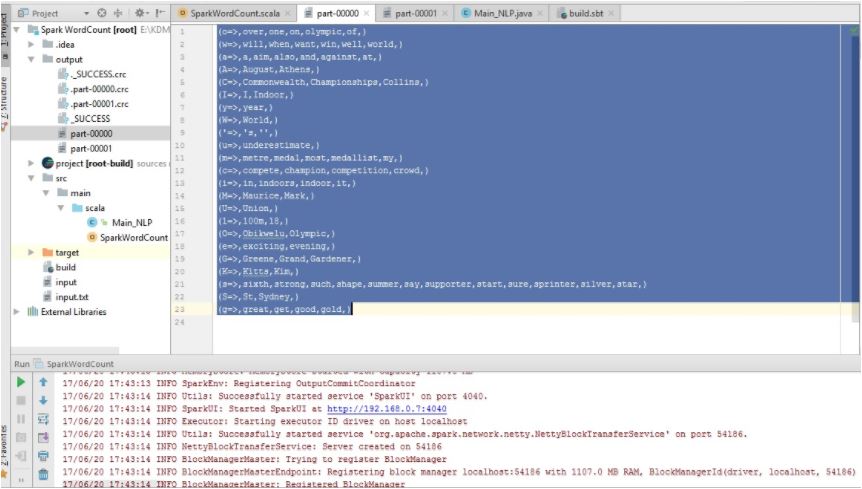 Project
SparkWordCount.scala
part-00000
part-00001
Main_NLP.java
build.sbt
1: Project
Z: Structure
2: Favorites
Spark WordCount [root] E:\KDM
.idea
output
._SUCCESS.crc
.part-00000.crc
.part-00001.crc
_SUCCESS
part-00000
part-00001
project [root-build] sources
src
main
scala
Main_NLP
SparkWordCount
target
build
input
input.txt
External Libraries
1 (o=>,over,one,on,olympic,of,)
2 (w=>,will,when,want,win,well,world,)
3 (a=>,a,aim,also,and,against,at,)
4 (A=>,August,Athens,)
5 (C=>,Commonwealth,Championships,Collins,)
6 (I=>,I,Indoor,)
7 (y=>,year,)
8 (W=>,World,)
9 ('=>,'s,'',)
10 (u=>,underestimate,)
11 (m=>,metre,medal,most,medallist,my,)
12 (c=>,compete,champion,competition,crowd,)
13 (i=>,in,indoors,indoor,it,)
14 (M=>,Maurice,Mark,)
15 (U=>,Union,)
16 (1=>,100m,18,)
17 (O=>,Obikwelu,Olympic,)
18 (e=>,exciting,evening,)
19 (G=>,Greene,Grand,Gardener,)
20 (K=>,Kitts,Kim,)
21 (s=>,sixth,strong,such,shape,summer,say,supporter,start,sure,sprinter,silver,star,)
22 (S=>,St,Sydney,)
23 (g=>,great,get,good,gold,)
24
Run SparkWordCount
17/06/20 17:43:13 INFO SparkEnv: Registering OutputCommitCoordinator
17/06/20 17:43:14 INFO Utils: Successfully started service 'SparkUI' on port 4040.
17/06/20 17:43:14 INFO SparkUI: Started SparkUI at http://192.168.0.7:4040
17/06/20 17:43:14 INFO Executor: Starting executor ID driver on host localhost
17/06/20 17:43:14 INFO Utils: Successfully started service 'org.apache.spark.network.netty.NettyBlockTransferService' on port 54186.
17/06/20 17:43:14 INFO NettyBlockTransferService: Server created on 54186
17/06/20 17:43:14 INFO BlockManagerMaster: Trying to register BlockManager
17/06/20 17:43:14 INFO BlockManagerMasterEndpoint: Registering block manager localhost:54186 with 1107.0 MB RAM, BlockManagerId(driver, localhost, 54186)
17/06/20 17:43:14 INFO BlockManagerMaster: Registered BlockManager